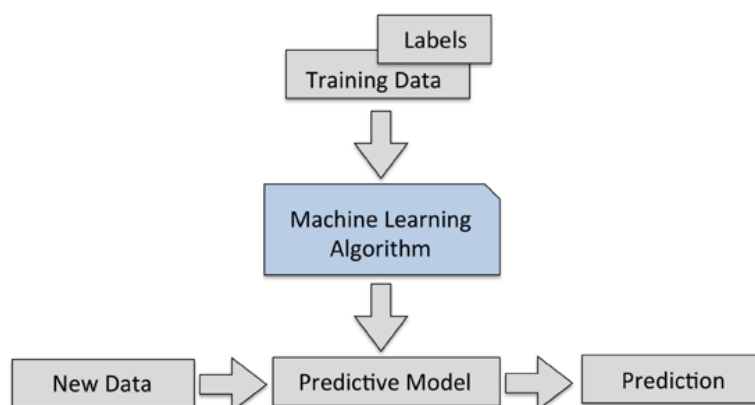 Labels
Training Data
Machine Learning
Algorithm
New Data
Predictive Model
Prediction